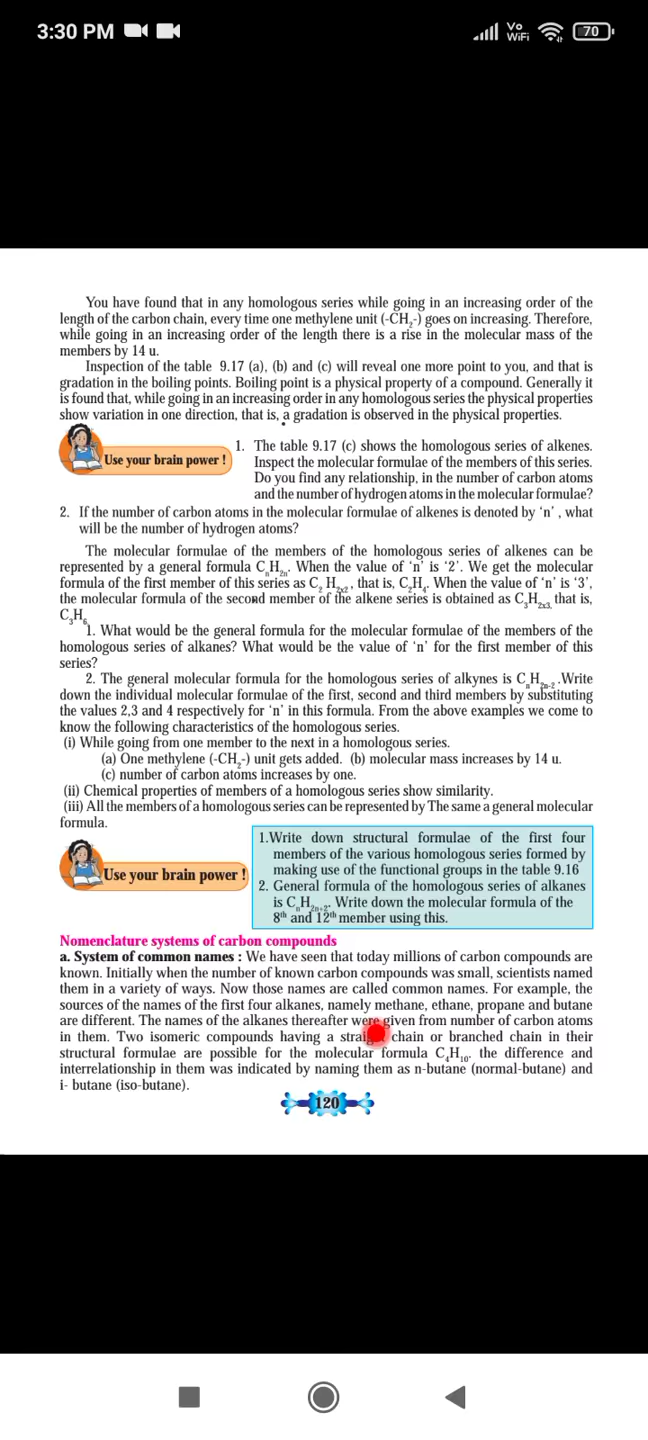 3:30 PM
Vo
WiFi
70
You have found that in any homologous series while going in an increasing order of the
length of the carbon chain, every time one methylene unit (-CH₂-) goes on increasing. Therefore,
while going in an increasing order of the length there is a rise in the molecular mass of the
members by 14 u.
Inspection of the table 9.17 (a), (b) and (c) will reveal one more point to you, and that is
gradation in the boiling points. Boiling point is a physical property of a compound. Generally it
is found that, while going in an increasing order in any homologous series the physical properties
show variation in one direction, that is, a gradation is observed in the physical properties.
Use your brain power !
1. The table 9.17 (c) shows the homologous series of alkenes.
Inspect the molecular formulae of the members of this series.
Do you find any relationship, in the number of carbon atoms
and the number of hydrogen atoms in the molecular formulae?
2. If the number of carbon atoms in the molecular formulae of alkenes is denoted by ‘n’ , what
will be the number of hydrogen atoms?
The molecular formulae of the members of the homologous series of alkenes can be
represented by a general formula CₙH₂ₙ. When the value of ‘n’ is ‘2’. We get the molecular
formula of the first member of this series as C₂ H₂ₓ₂, that is, C₂H₄. When the value of ‘n’ is ‘3’,
the molecular formula of the second member of the alkene series is obtained as C₃H₂ₓ₃, that is,
C₃H₆.
1. What would be the general formula for the molecular formulae of the members of the
homologous series of alkanes? What would be the value of ‘n’ for the first member of this
series?
2. The general molecular formula for the homologous series of alkynes is CₙH₂ₙ₋₂ .Write
down the individual molecular formulae of the first, second and third members by substituting
the values 2,3 and 4 respectively for ‘n’ in this formula. From the above examples we come to
know the following characteristics of the homologous series.
(i) While going from one member to the next in a homologous series.
(a) One methylene (-CH₂-) unit gets added. (b) molecular mass increases by 14 u.
(c) number of carbon atoms increases by one.
(ii) Chemical properties of members of a homologous series show similarity.
(iii) All the members of a homologous series can be represented by The same a general molecular
formula.
Use your brain power !
1.Write down structural formulae of the first four
members of the various homologous series formed by
making use of the functional groups in the table 9.16
2. General formula of the homologous series of alkanes
is CₙH₂ₙ₊₂. Write down the molecular formula of the
8ᵗʰ and 12ᵗʰ member using this.
Nomenclature systems of carbon compounds
a. System of common names : We have seen that today millions of carbon compounds are
known. Initially when the number of known carbon compounds was small, scientists named
them in a variety of ways. Now those names are called common names. For example, the
sources of the names of the first four alkanes, namely methane, ethane, propane and butane
are different. The names of the alkanes thereafter were given from number of carbon atoms
in them. Two isomeric compounds having a straight chain or branched chain in their
structural formulae are possible for the molecular formula C₄H₁₀. the difference and
interrelationship in them was indicated by naming them as n-butane (normal-butane) and
i- butane (iso-butane).
120